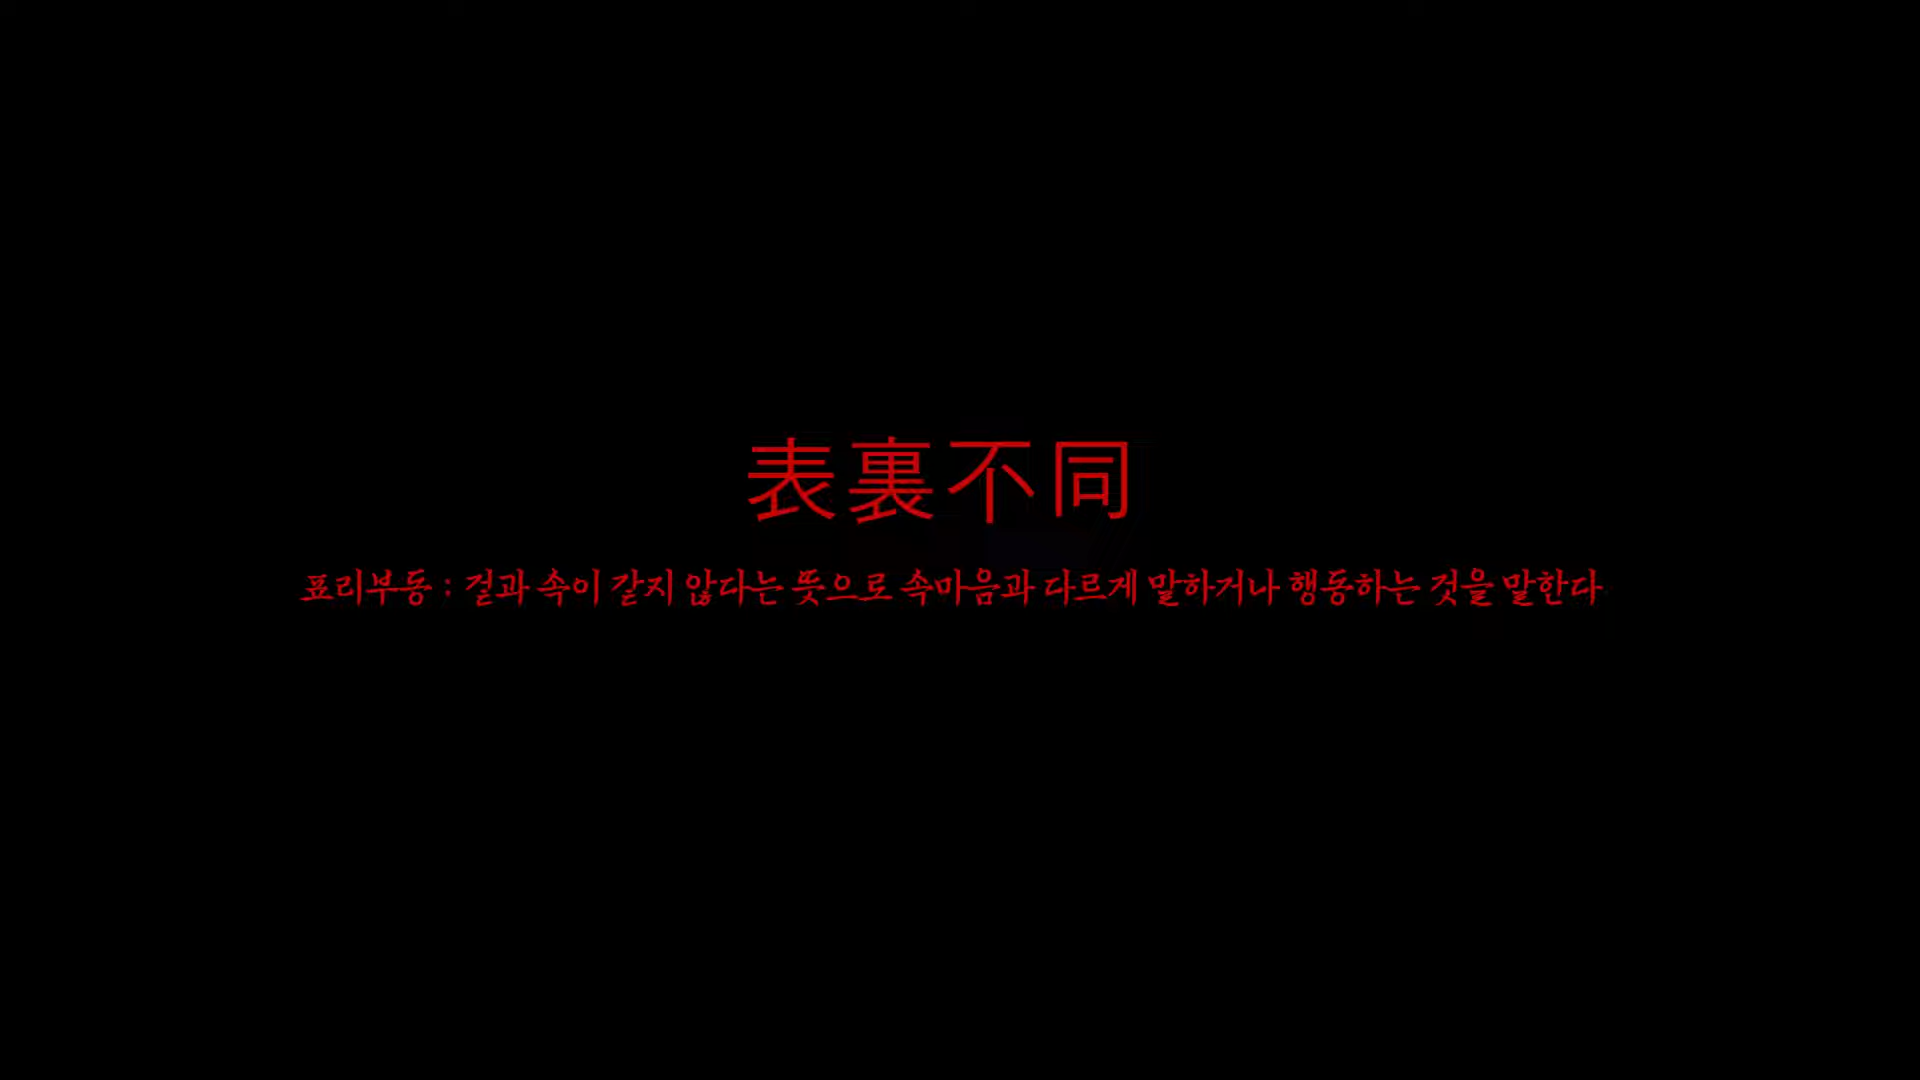 表裏不同
표리부동 : 겉과 속이 같지 않다는 뜻으로 속마음과 다르게 말하거나 행동하는 것을 말한다